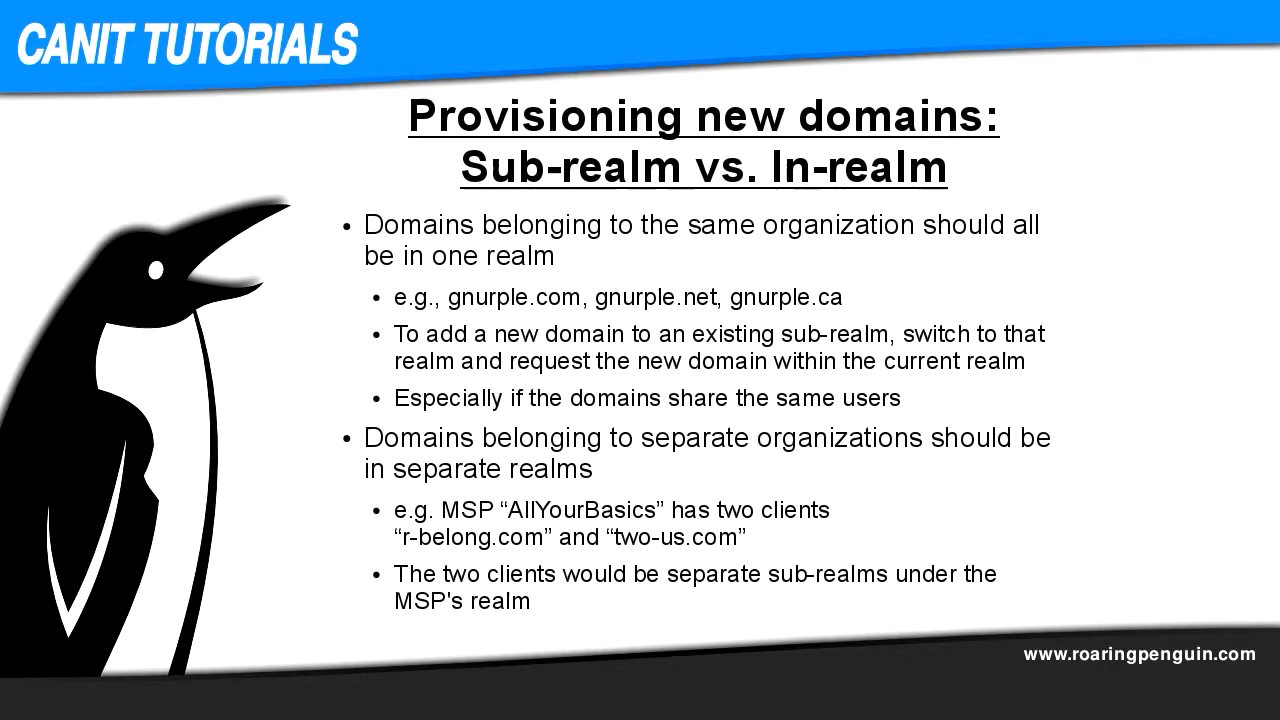 CANIT TUTORIALS
Provisioning new domains:
Sub-realm vs. In-realm
• Domains belonging to the same organization should all
be in one realm
• e.g., gnurple.com, gnurple.net, gnurple.ca
• To add a new domain to an existing sub-realm, switch to that
realm and request the new domain within the current realm
• Especially if the domains share the same users
• Domains belonging to separate organizations should be
in separate realms
• e.g. MSP “AllYourBasics” has two clients
“r-belong.com” and “two-us.com”
• The two clients would be separate sub-realms under the
MSP's realm
www.roaringpenguin.com